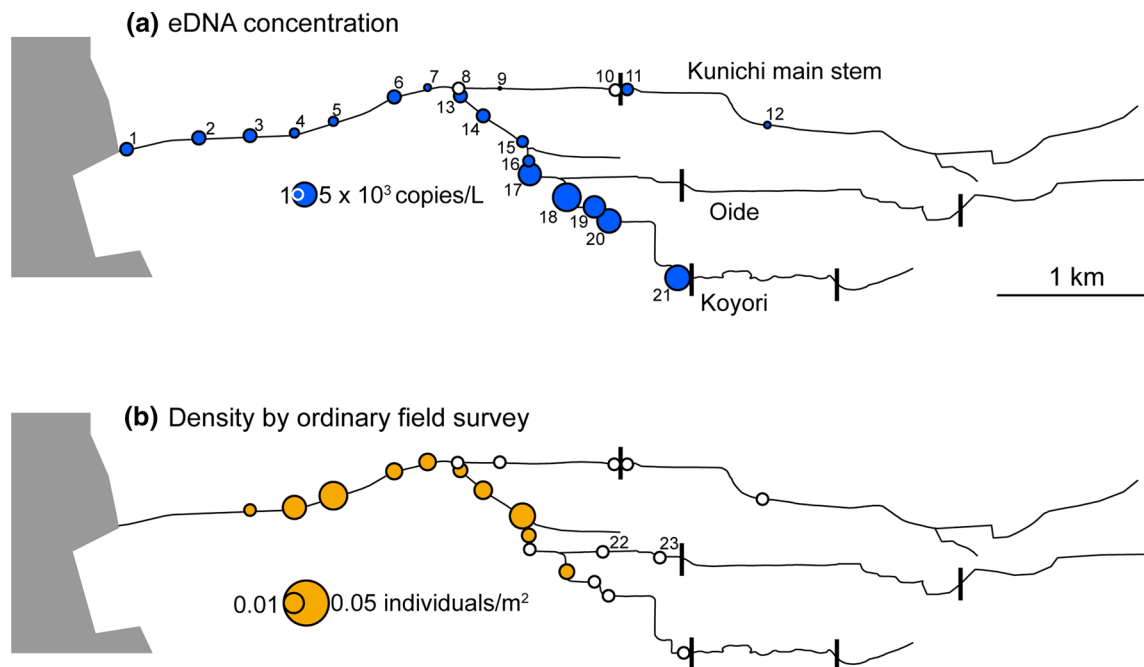 (a) eDNA concentration
Kunichi main stem
1
2
3
4
5
6
7
8
9
10
11
12
13
14
15
16
17
18
19
20
21
1 5 x 10³ copies/L
Oide
Koyori
1 km
(b) Density by ordinary field survey
22
23
0.01 0.05 individuals/m²